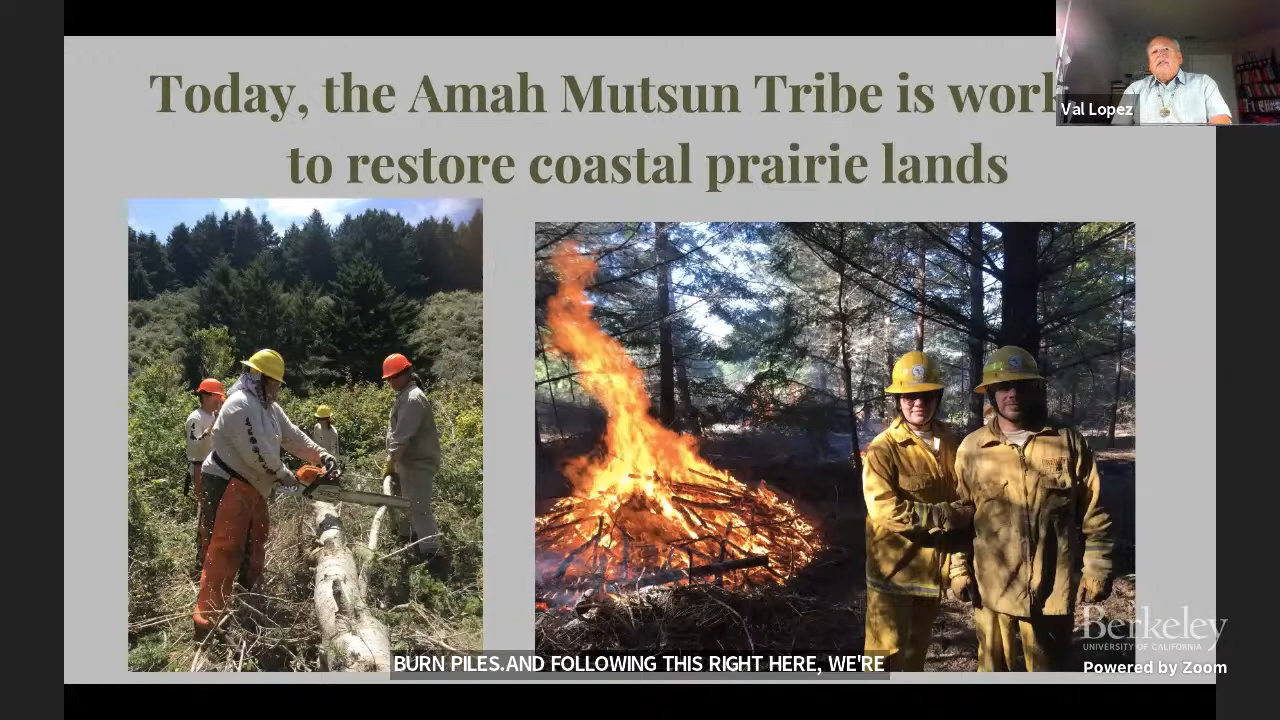 Today, the Amah Mutsun Tribe is work
to restore coastal prairie lands
Val Lopez
BURN PILES.AND FOLLOWING THIS RIGHT HERE, WE'RE
Berkeley
UNIVERSITY OF CALIFORNIA
Powered by Zoom